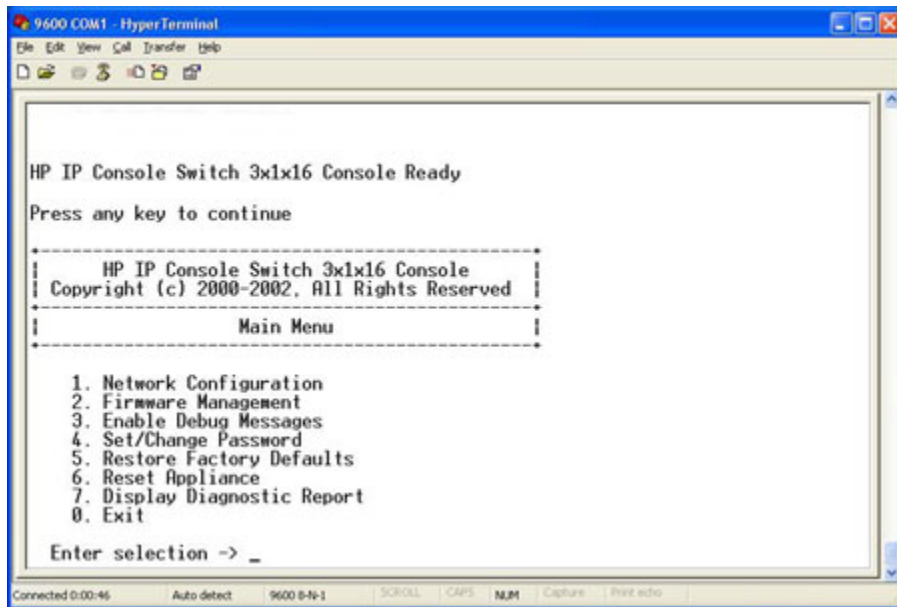 9600 COM1 - HyperTerminal
File Edit View Call Transfer Help
HP IP Console Switch 3x1x16 Console Ready
Press any key to continue
HP IP Console Switch 3x1x16 Console
Copyright (c) 2000-2002, All Rights Reserved
Main Menu
1. Network Configuration
2. Firmware Management
3. Enable Debug Messages
4. Set/Change Password
5. Restore Factory Defaults
6. Reset Appliance
7. Display Diagnostic Report
0. Exit
Enter selection -> _
Connected 0:00:46 Auto detect 9600 8-N-1 SCROLL CAPS NUM Capture Print echo